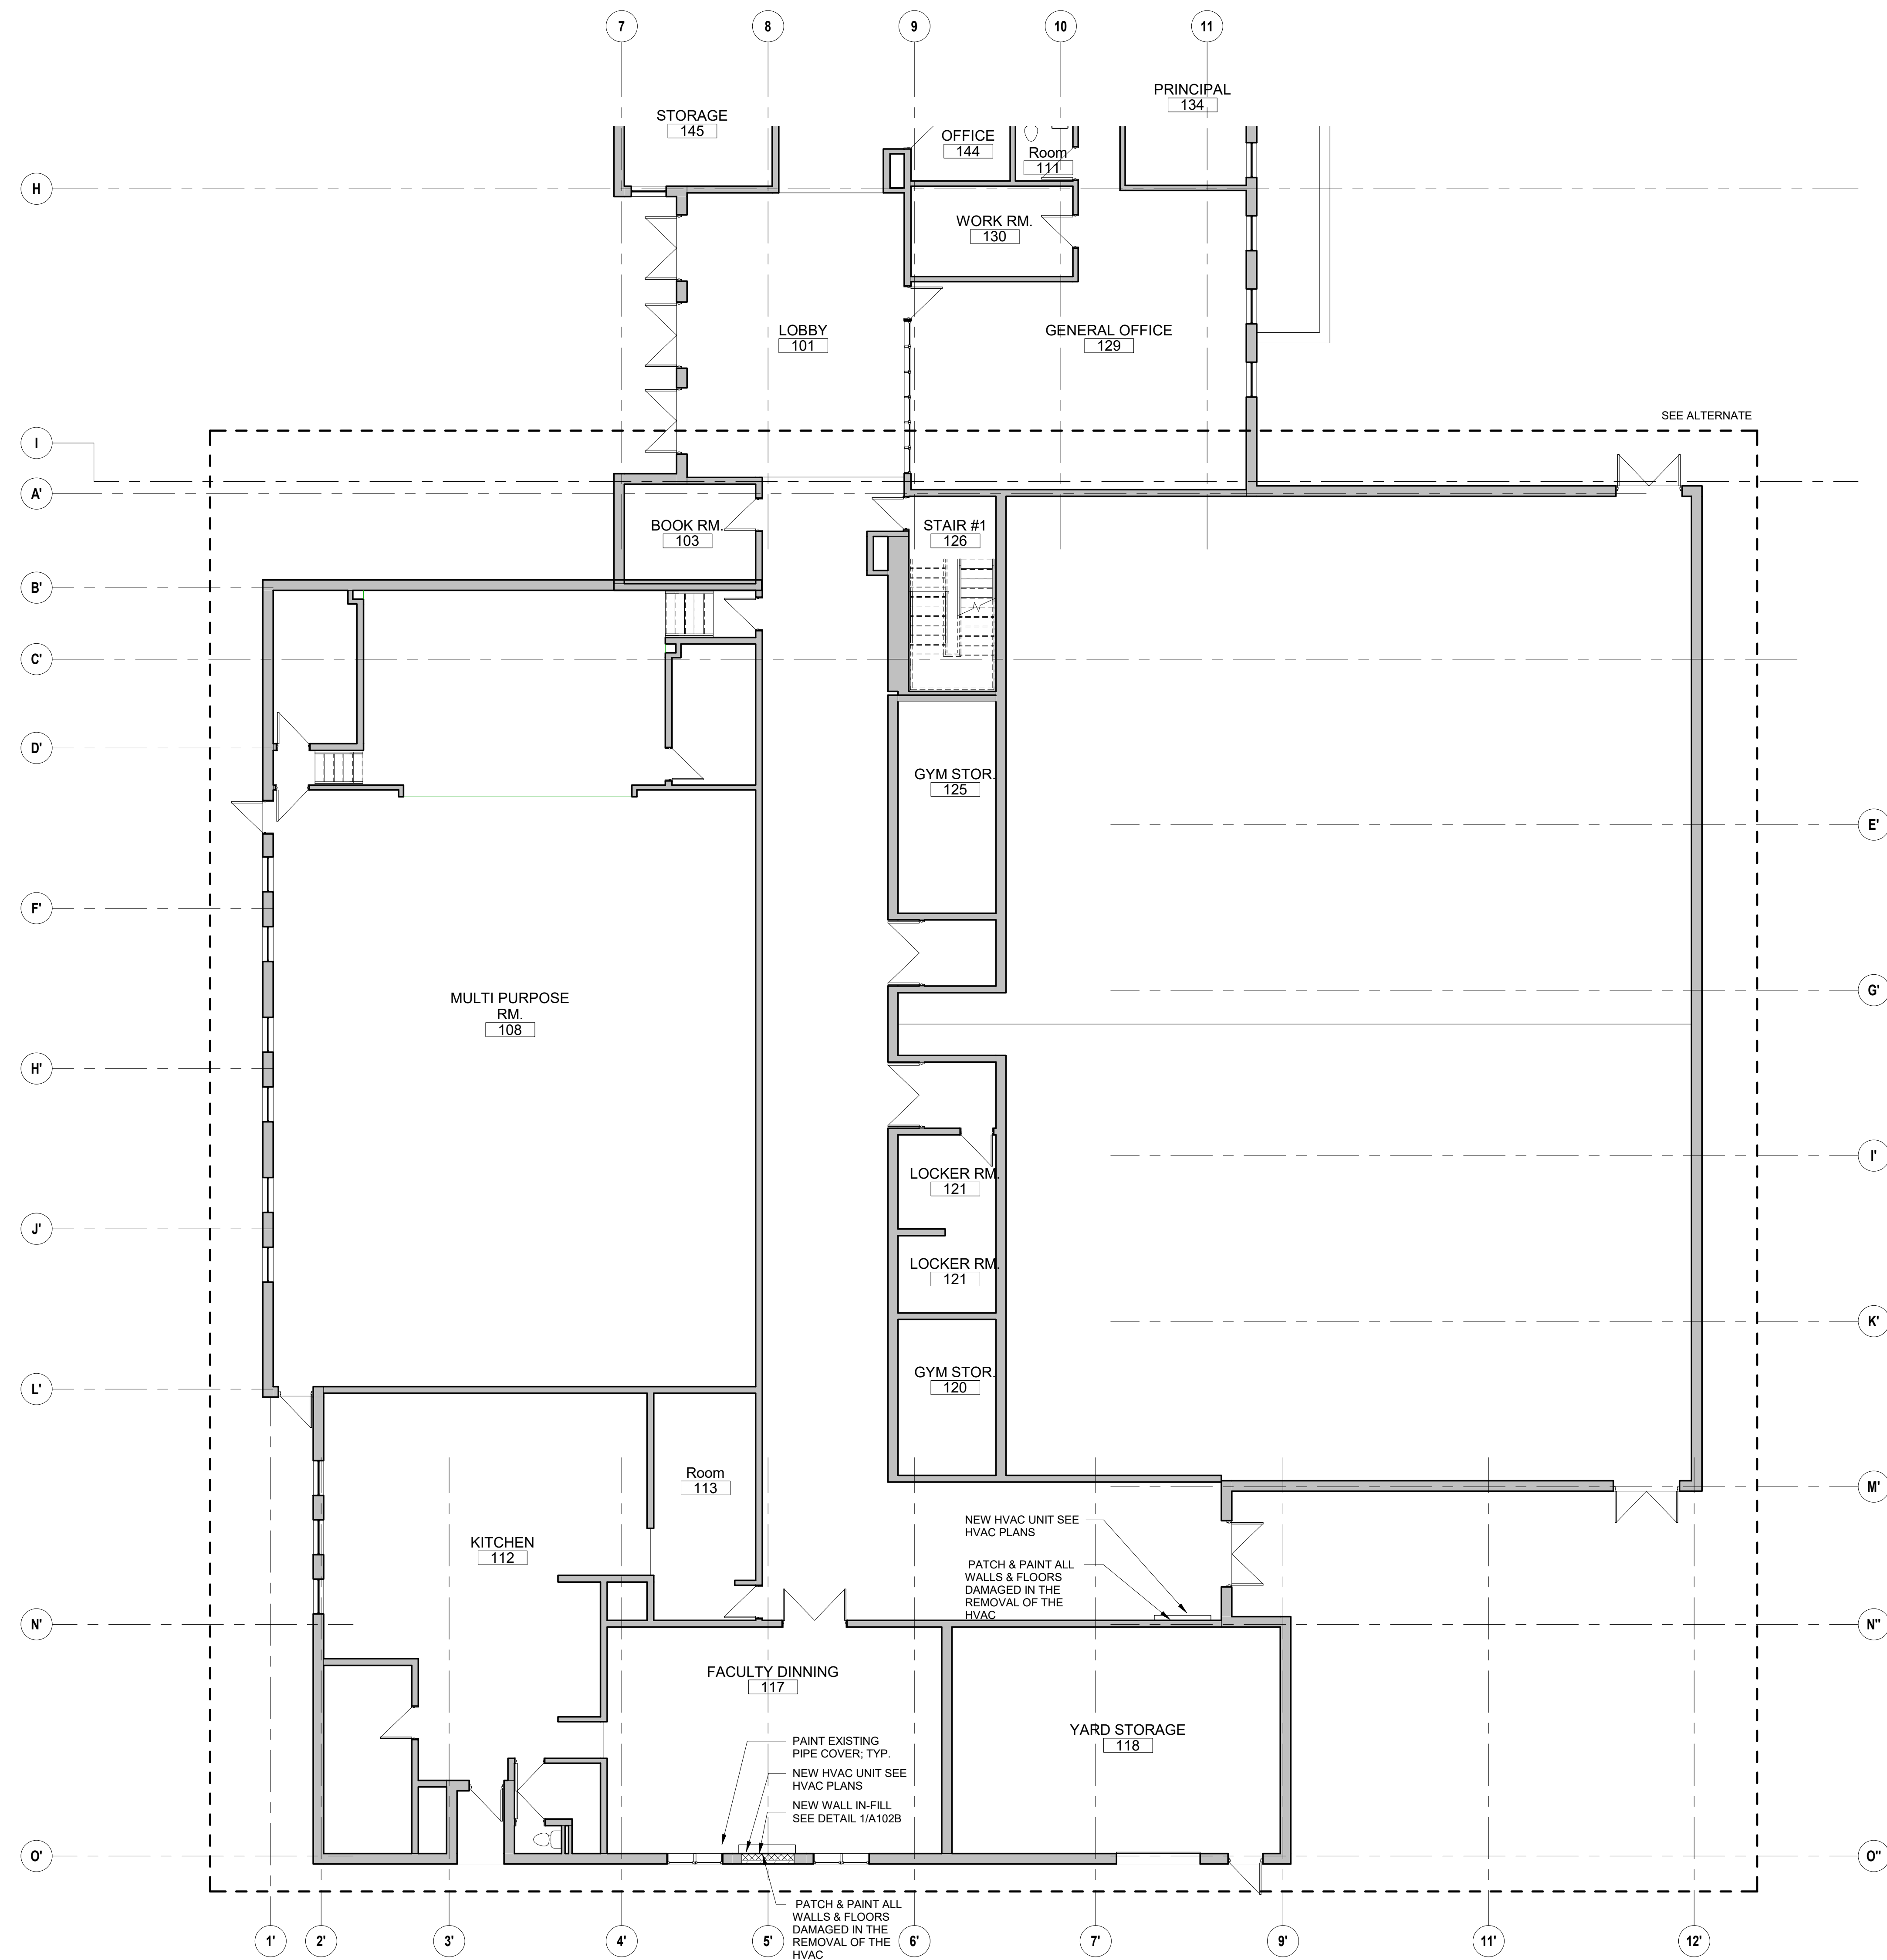 7
8
9
10
11
PRINCIPAL
134
STORAGE
145
OFFICE
144
Room
111
H
WORK RM.
130
LOBBY
101
GENERAL OFFICE
129
SEE ALTERNATE
I
A'
BOOK RM.
103
STAIR #1
126
B'
C'
D'
GYM STOR.
125
E'
F'
MULTI PURPOSE
RM.
108
G'
H'
I'
LOCKER RM.
121
J'
LOCKER RM.
121
K'
L'
GYM STOR.
120
Room
113
M'
NEW HVAC UNIT SEE
HVAC PLANS
KITCHEN
112
PATCH & PAINT ALL
WALLS & FLOORS
DAMAGED IN THE
REMOVAL OF THE
HVAC
N'
N"
FACULTY DINNING
117
YARD STORAGE
118
PAINT EXISTING
PIPE COVER; TYP.
NEW HVAC UNIT SEE
HVAC PLANS
NEW WALL IN-FILL
SEE DETAIL 1/A102B
O'
O"
PATCH & PAINT ALL
WALLS & FLOORS
DAMAGED IN THE
REMOVAL OF THE
HVAC
1'
2'
3'
4'
5'
6'
7'
9'
11'
12'